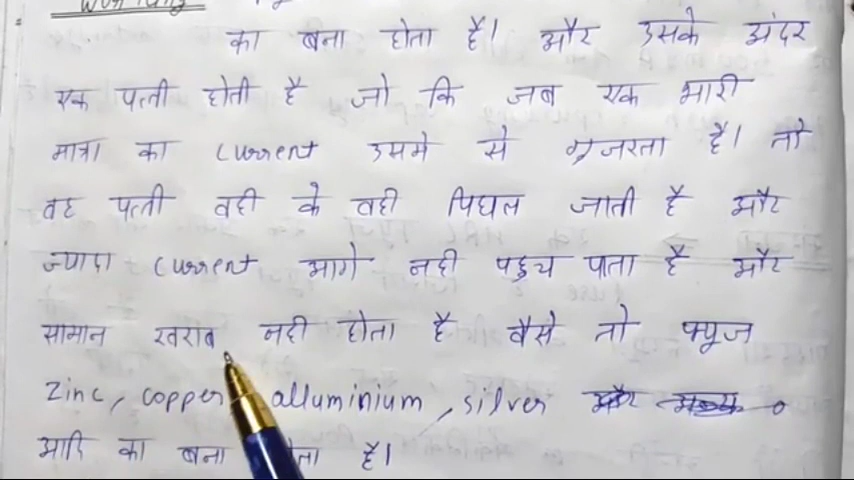 Working
का बना होता है। और उसके अंदर
एक पत्ती होती है जो कि जब एक भारी
मात्रा का current उसमे से गूजरता है। तो
वह पत्ती वही के वही पिघल जाती है और
ज्यादा current आगे नही पहुच पाता है और
सामान खराब नही होता है वैसे तो फ्यूज
Zinc, copper alluminium, silver
आदि का बना है।